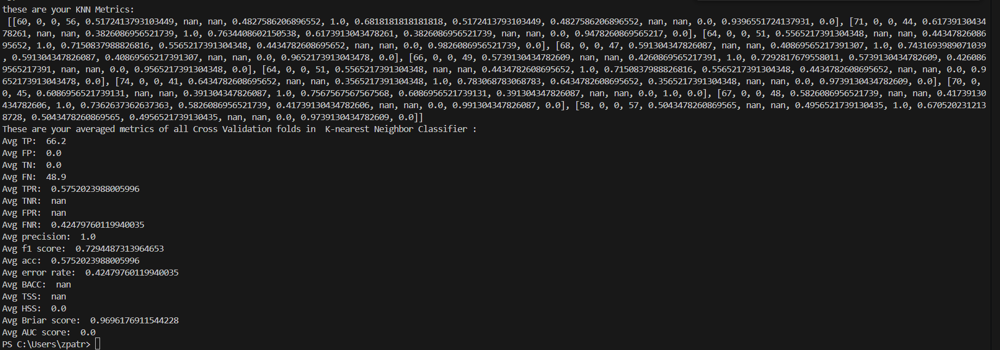 these are your KNN Metrics:
[[60, 0, 0, 56, 0.5172413793103449, nan, nan, 0.4827586206896552, 1.0, 0.6818181818181818, 0.5172413793103449, 0.4827586206896552, nan, nan, 0.0, 0.9396551724137931, 0.0], [71, 0, 0, 44, 0.61739130434
78261, nan, nan, 0.3826086956521739, 1.0, 0.7634408602150538, 0.6173913043478261, 0.3826086956521739, nan, nan, 0.0, 0.9478260869565217, 0.0], [64, 0, 0, 51, 0.5565217391304348, nan, nan, 0.44347826086
95652, 1.0, 0.7150837988826816, 0.5565217391304348, 0.4434782608695652, nan, nan, 0.0, 0.9826086956521739, 0.0], [68, 0, 0, 47, 0.591304347826087, nan, nan, 0.40869565217391307, 1.0, 0.7431693989071039
, 0.591304347826087, 0.40869565217391307, nan, nan, 0.0, 0.9652173913043478, 0.0], [66, 0, 0, 49, 0.5739130434782609, nan, nan, 0.4260869565217391, 1.0, 0.7292817679558011, 0.5739130434782609, 0.426086
9565217391, nan, nan, 0.0, 0.9565217391304348, 0.0], [64, 0, 0, 51, 0.5565217391304348, nan, nan, 0.4434782608695652, 1.0, 0.7150837988826816, 0.5565217391304348, 0.4434782608695652, nan, nan, 0.0, 0.9
652173913043478, 0.0], [74, 0, 0, 41, 0.6434782608695652, nan, nan, 0.3565217391304348, 1.0, 0.783068783068783, 0.6434782608695652, 0.3565217391304348, nan, nan, 0.0, 0.9739130434782609, 0.0], [70, 0,
0, 45, 0.6086956521739131, nan, nan, 0.391304347826087, 1.0, 0.7567567567567568, 0.6086956521739131, 0.391304347826087, nan, nan, 0.0, 1.0, 0.0], [67, 0, 0, 48, 0.5826086956521739, nan, nan, 0.41739130
434782606, 1.0, 0.7362637362637363, 0.5826086956521739, 0.41739130434782606, nan, nan, 0.0, 0.991304347826087, 0.0], [58, 0, 0, 57, 0.5043478260869565, nan, nan, 0.4956521739130435, 1.0, 0.670520231213
8728, 0.5043478260869565, 0.4956521739130435, nan, nan, 0.0, 0.9739130434782609, 0.0]]
These are your averaged metrics of all Cross Validation folds in  K-nearest Neighbor Classifier :
Avg TP:  66.2
Avg FP:  0.0
Avg TN:  0.0
Avg FN:  48.9
Avg TPR:  0.5752023988005996
Avg TNR:  nan
Avg FPR:  nan
Avg FNR:  0.42479760119940035
Avg precision:  1.0
Avg f1 score:  0.7294487313964653
Avg acc:  0.5752023988005996
Avg error rate:  0.42479760119940035
Avg BACC:  nan
Avg TSS:  nan
Avg HSS:  0.0
Avg Briar score:  0.9696176911544228
Avg AUC score:  0.0
PS C:\Users\zpatr>